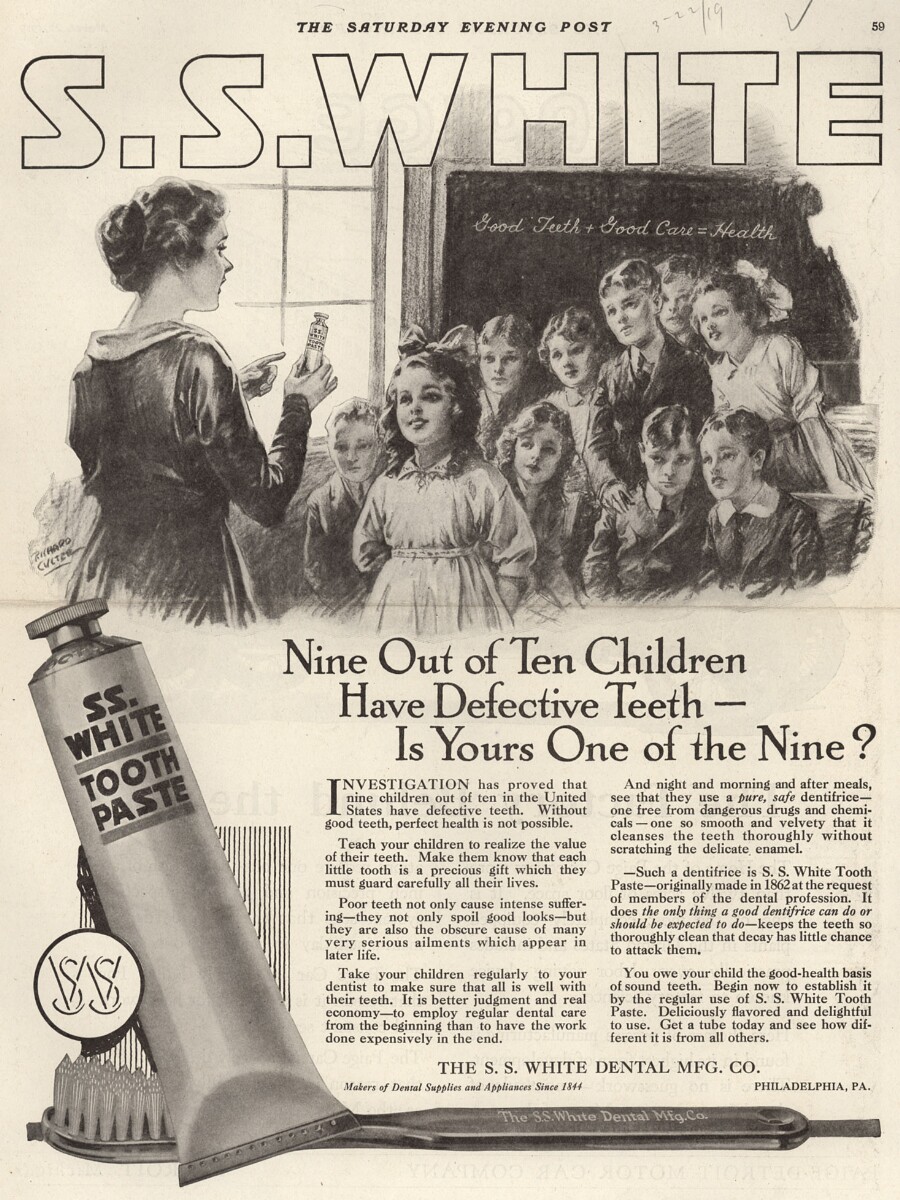 THE SATURDAY EVENING POST
3-22/19
59
S.S.WHITE
Good Teeth + Good Care = Health
S.S.
WHITE
TOOTH
PASTE
RICHARD
CULTER
SS.
WHITE
TOOTH
PASTE
Nine Out of Ten Children
Have Defective Teeth —
Is Yours One of the Nine?
INVESTIGATION has proved that
nine children out of ten in the United
States have defective teeth. Without
good teeth, perfect health is not possible.
Teach your children to realize the value
of their teeth. Make them know that each
little tooth is a precious gift which they
must guard carefully all their lives.
Poor teeth not only cause intense suffer-
ing—they not only spoil good looks—but
they are also the obscure cause of many
very serious ailments which appear in
later life.
Take your children regularly to your
dentist to make sure that all is well with
their teeth. It is better judgment and real
economy—to employ regular dental care
from the beginning than to have the work
done expensively in the end.
And night and morning and after meals,
see that they use a pure, safe dentifrice—
one free from dangerous drugs and chemi-
cals—one so smooth and velvety that it
cleanses the teeth thoroughly without
scratching the delicate enamel.
—Such a dentifrice is S. S. White Tooth
Paste—originally made in 1862 at the request
of members of the dental profession. It
does the only thing a good dentifrice can do or
should be expected to do—keeps the teeth so
thoroughly clean that decay has little chance
to attack them.
You owe your child the good-health basis
of sound teeth. Begin now to establish it
by the regular use of S. S. White Tooth
Paste. Deliciously flavored and delightful
to use. Get a tube today and see how dif-
ferent it is from all others.
SSW
THE S. S. WHITE DENTAL MFG. CO.
Makers of Dental Supplies and Appliances Since 1844
PHILADELPHIA, PA.
The S.S. White Dental Mfg. Co.